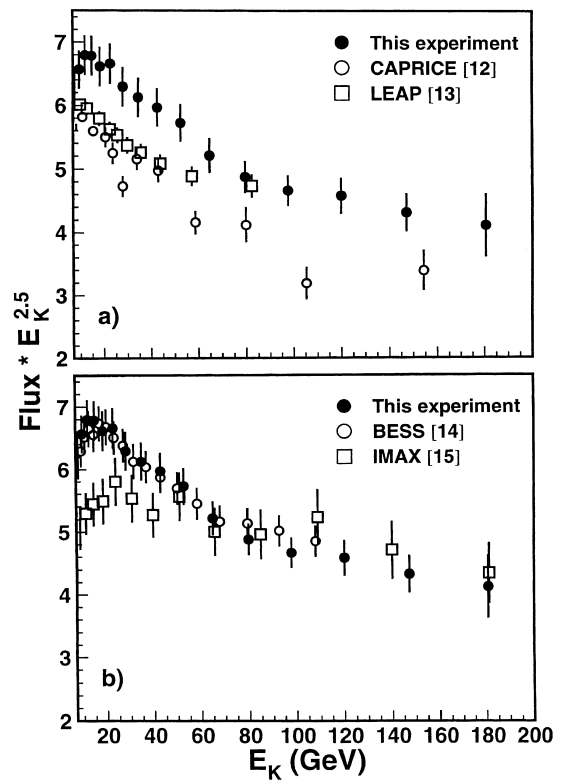 7
6
5
4
3
2
This experiment
CAPRICE [12]
LEAP [13]
a)
Flux * E_K^2.5
7
6
5
4
3
2
This experiment
BESS [14]
IMAX [15]
b)
20 40 60 80 100 120 140 160 180 200
E_K (GeV)